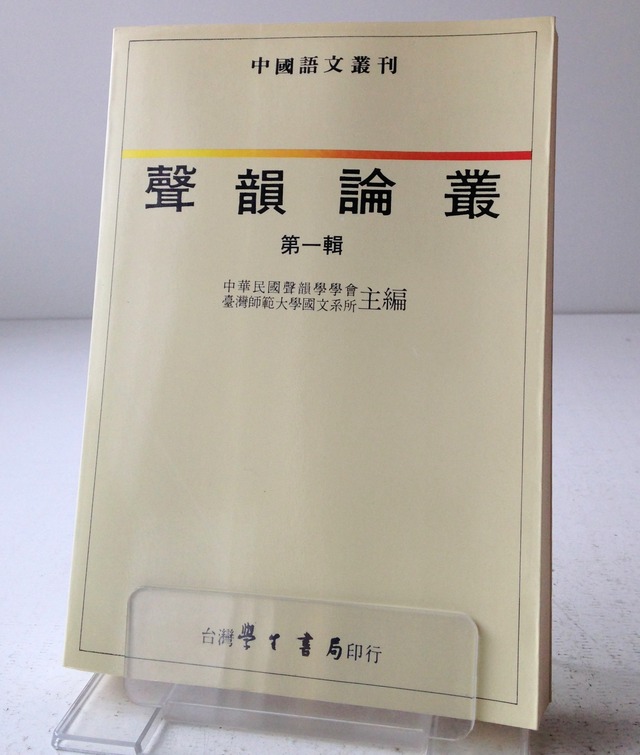 中國語文叢刊
聲韻論叢
第一輯
中華民國聲韻學學會
臺灣師範大學國文系所主編
台灣學生書局印行